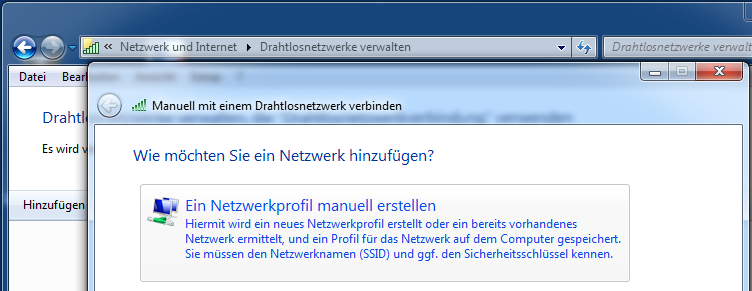 « Netzwerk und Internet ▸ Drahtlosnetzwerke verwalten
Drahtlosnetzwerke verwalt
Datei
Manuell mit einem Drahtlosnetzwerk verbinden
Drahtl
Es wird v
Wie möchten Sie ein Netzwerk hinzufügen?
Hinzufügen
Ein Netzwerkprofil manuell erstellen
Hiermit wird ein neues Netzwerkprofil erstellt oder ein bereits vorhandenes
Netzwerk ermittelt, und ein Profil für das Netzwerk auf dem Computer gespeichert.
Sie müssen den Netzwerknamen (SSID) und ggf. den Sicherheitsschlüssel kennen.